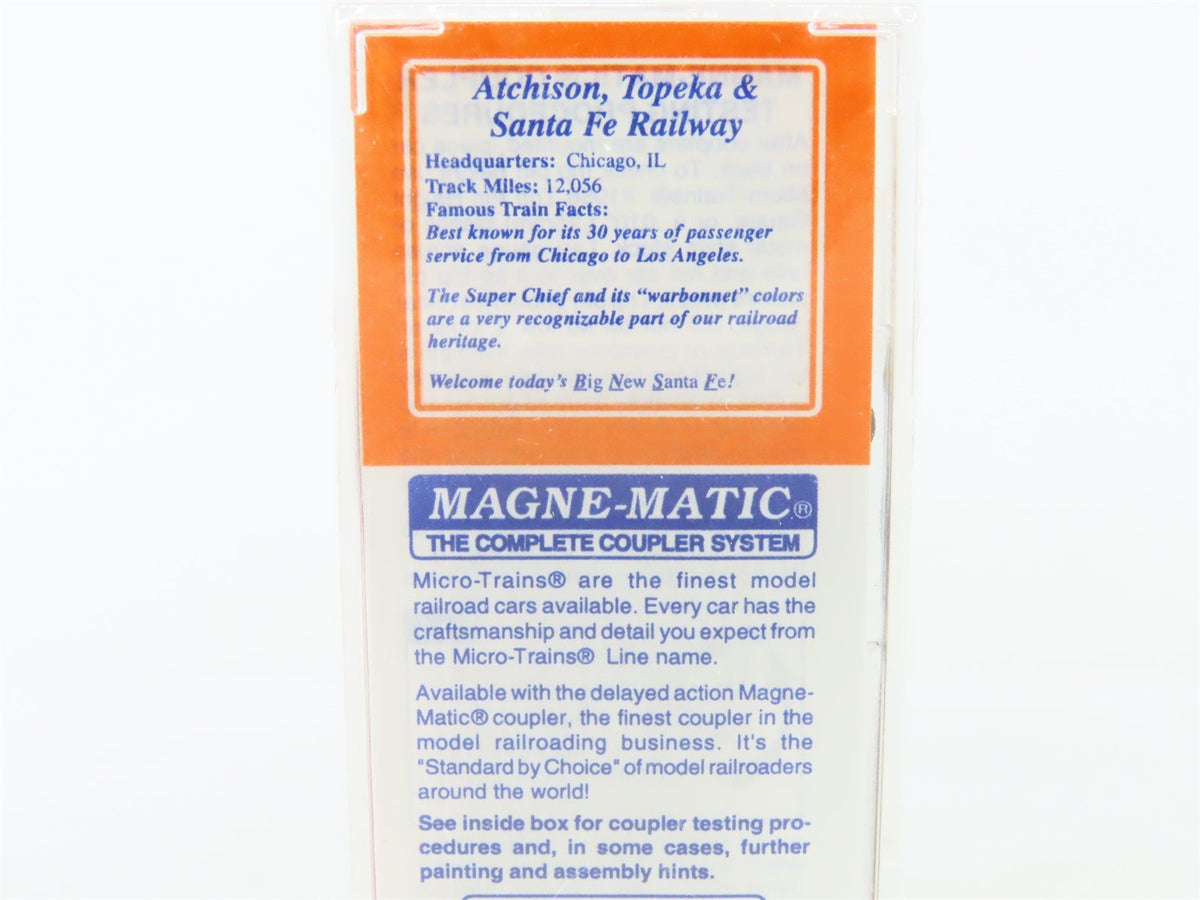 Atchison, Topeka &
Santa Fe Railway
Headquarters: Chicago, IL
Track Miles: 12,056
Famous Train Facts:
Best known for its 30 years of passenger
service from Chicago to Los Angeles.
The Super Chief and its “warbonnet” colors
are a very recognizable part of our railroad
heritage.
Welcome today's Big New Santa Fe!
MAGNE-MATIC®
THE COMPLETE COUPLER SYSTEM
Micro-Trains® are the finest model
railroad cars available. Every car has the
craftsmanship and detail you expect from
the Micro-Trains® Line name.
Available with the delayed action Magne-
Matic® coupler, the finest coupler in the
model railroading business. It's the
"Standard by Choice" of model railroaders
around the world!
See inside box for coupler testing pro-
cedures and, in some cases, further
painting and assembly hints.